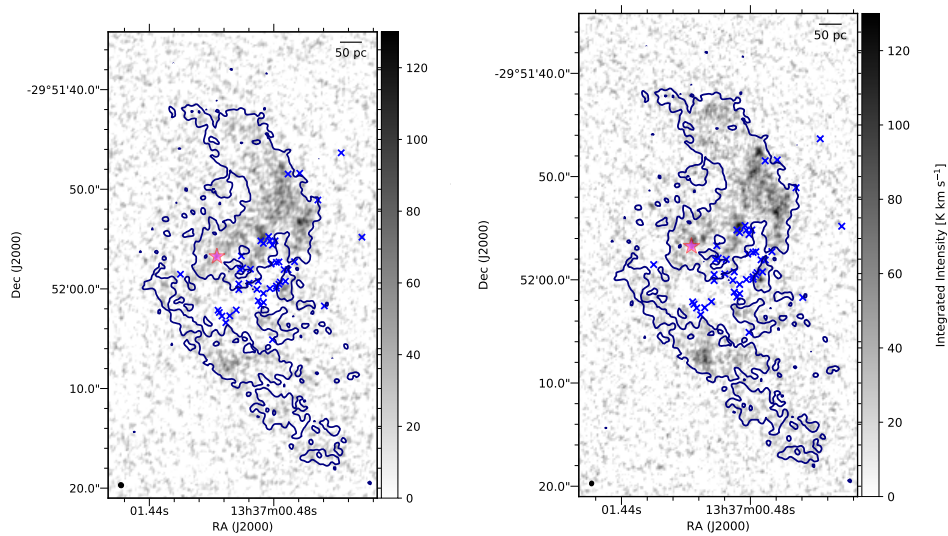 50 pc
-29°51'40.0"
50.0"
52'00.0"
10.0"
20.0"
Dec (J2000)
01.44s
13h37m00.48s
RA (J2000)
120
100
80
60
40
20
0
50 pc
-29°51'40.0"
50.0"
52'00.0"
10.0"
20.0"
Dec (J2000)
01.44s
13h37m00.48s
RA (J2000)
120
100
80
60
40
20
0
Integrated Intensity [K km s⁻¹]